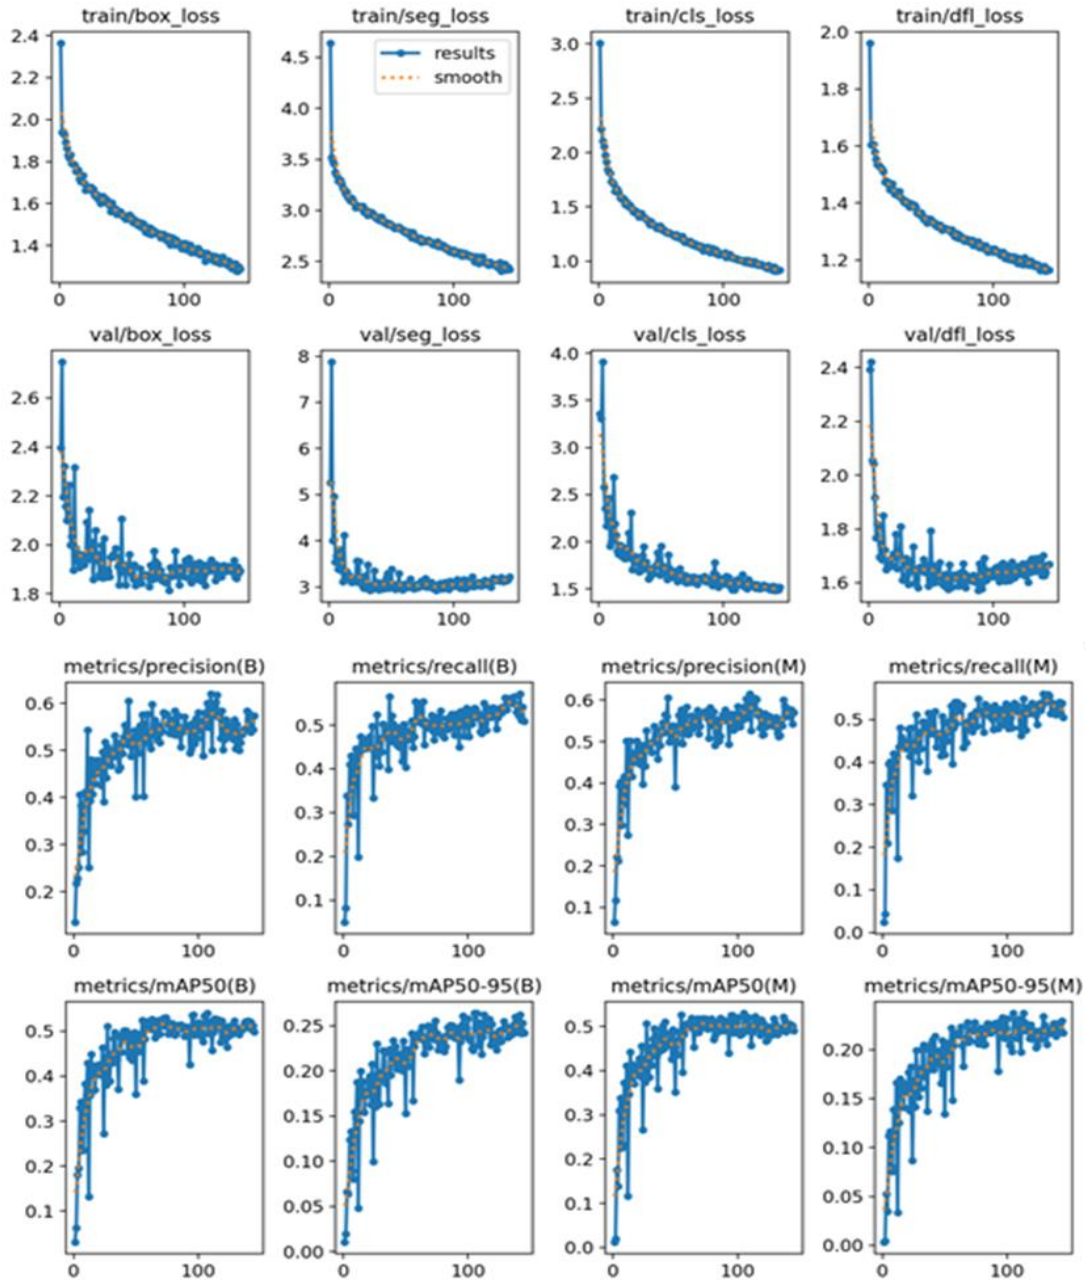 train/box_loss train/seg_loss train/cls_loss train/dfl_loss
2.4 4.5 3.0 2.0
2.2 4.0 2.5 1.8
2.0 3.5 2.0 1.6
1.8 3.0 1.5 1.4
1.6 2.5 1.0 1.2
1.4
results
smooth
0 100 0 100 0 100 0 100
val/box_loss val/seg_loss val/cls_loss val/dfl_loss
2.6 8 4.0 2.4
2.4 7 3.5 2.2
2.2 6 3.0 2.0
2.0 5 2.5 1.8
1.8 4 2.0 1.6
3 1.5
0 100 0 100 0 100 0 100
metrics/precision(B) metrics/recall(B) metrics/precision(M) metrics/recall(M)
0.6 0.5 0.6 0.5
0.5 0.4 0.5 0.4
0.4 0.3 0.4 0.3
0.3 0.2 0.3 0.2
0.2 0.1 0.2 0.1
0.1 0.0
0 100 0 100 0 100 0 100
metrics/mAP50(B) metrics/mAP50-95(B) metrics/mAP50(M) metrics/mAP50-95(M)
0.5 0.25 0.5 0.20
0.4 0.20 0.4 0.15
0.3 0.15 0.3 0.10
0.2 0.10 0.2 0.05
0.1 0.05 0.1 0.00
0.00 0.0
0 100 0 100 0 100 0 100